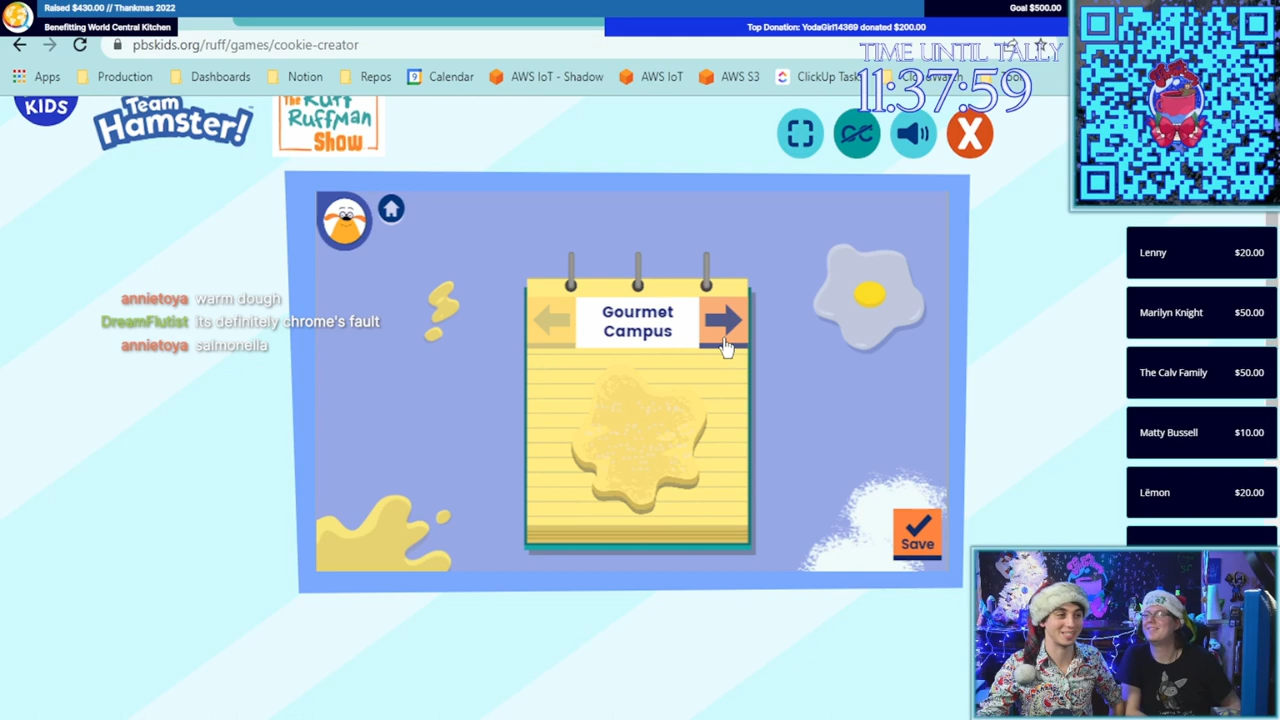 Raised $430.00 // Thankmas 2022
Goal $500.00
Benefitting World Central Kitchen
Top Donation: YodaGirl14369 donated $200.00
pbskids.org/ruff/games/cookie-creator
TIME UNTIL TALLY
11:37:59
Apps
Production
Dashboards
Notion
Repos
Calendar
AWS IoT - Shadow
AWS IoT
AWS S3
KIDS
Team
Hamster!
The Ruff
Ruffman
Show
X
annietoya warm dough
DreamFlutist its definitely chrome's fault
annietoya salmonella
Gourmet
Campus
Save
Lenny $20.00
Marilyn Knight $50.00
The Calv Family $50.00
Matty Bussell $10.00
Lēmon $20.00